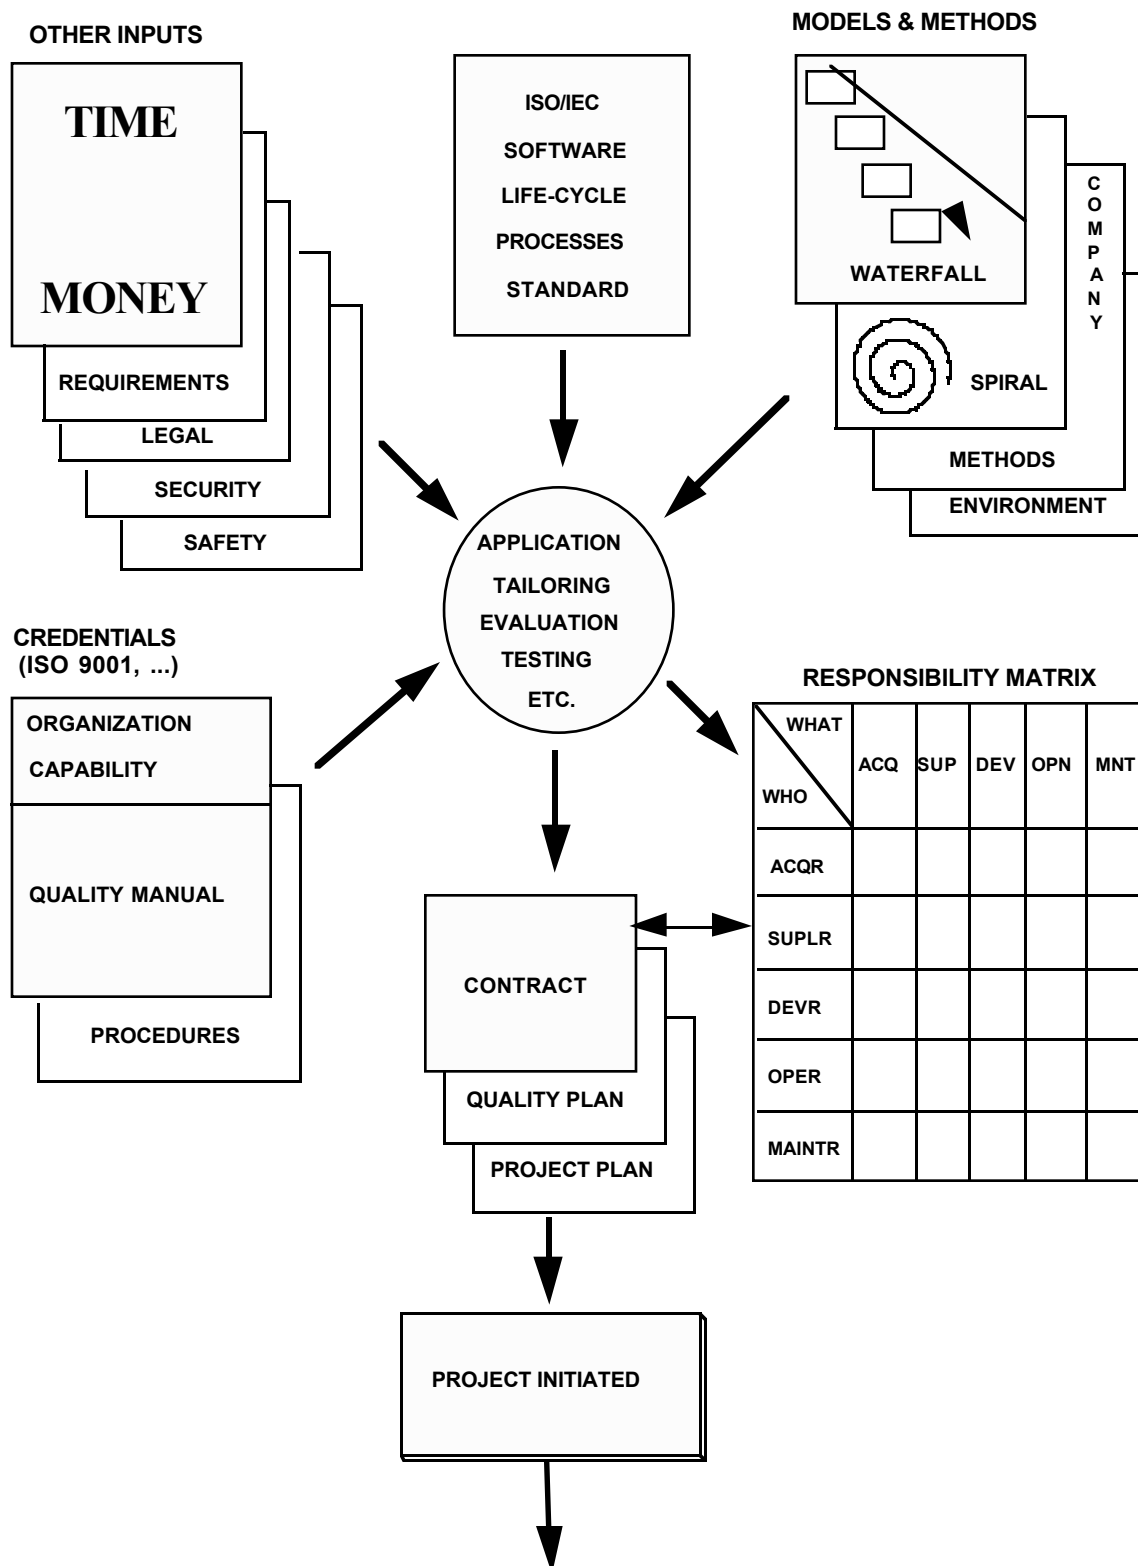 OTHER INPUTS
TIME
MONEY
REQUIREMENTS
LEGAL
SECURITY
SAFETY
ISO/IEC
SOFTWARE
LIFE-CYCLE
PROCESSES
STANDARD
MODELS & METHODS
WATERFALL
SPIRAL
COMPANY
METHODS
ENVIRONMENT
APPLICATION
TAILORING
EVALUATION
TESTING
ETC.
CREDENTIALS
(ISO 9001, ...)
ORGANIZATION
CAPABILITY
QUALITY MANUAL
PROCEDURES
RESPONSIBILITY MATRIX
WHAT
WHO
ACQ SUP DEV OPN MNT
ACQR
SUPLR
DEVR
OPER
MAINTR
CONTRACT
QUALITY PLAN
PROJECT PLAN
PROJECT INITIATED